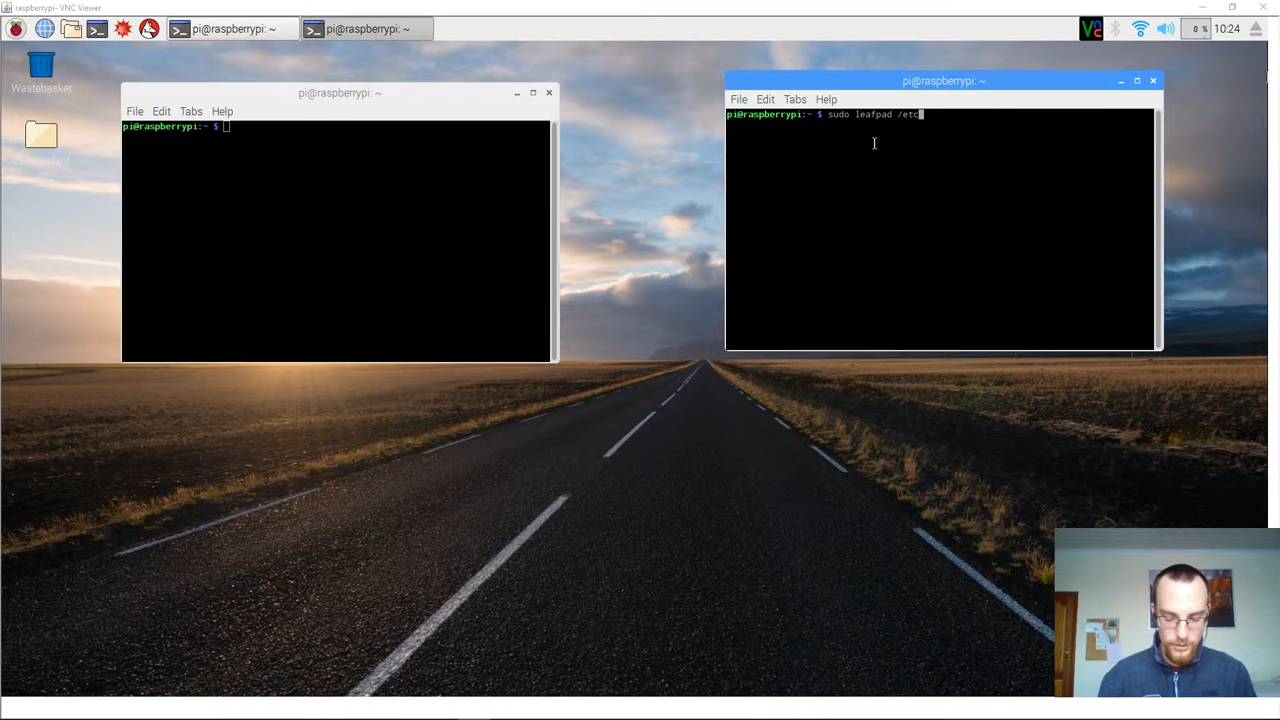 raspberrypi- VNC Viewer
pi@raspberrypi: ~
pi@raspberrypi: ~
0 %
10:24
Wastebasket
pi@raspberrypi: ~
File Edit Tabs Help
pi@raspberrypi:~ $
pi@raspberrypi: ~
File Edit Tabs Help
pi@raspberrypi:~ $ sudo leafpad /etc